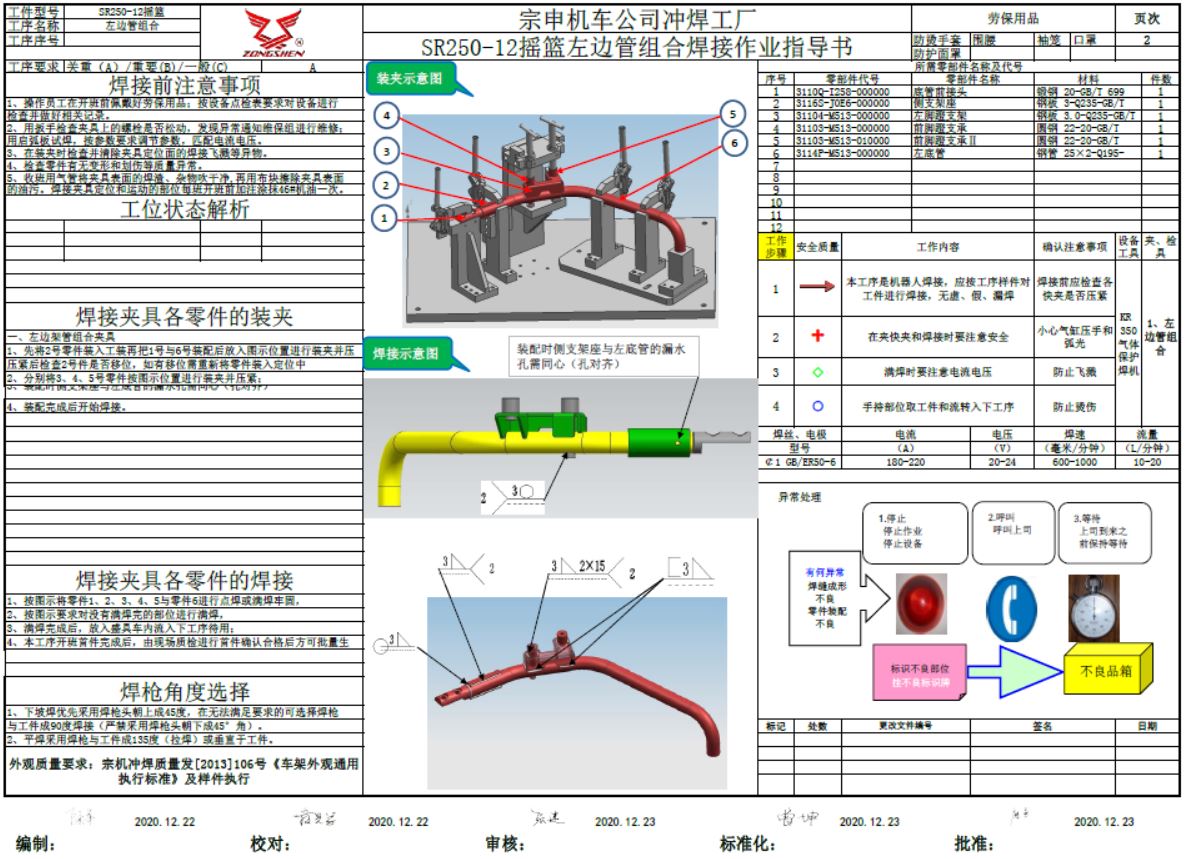 工件型号 SR250-12摇篮
工序名称 左边管组合
工序序号
ZONGSHEN
工序要求 关重（A）/重要(B)/一般(C) A
焊接前注意事项
1、操作员工在开班前佩戴好劳保用品；按设备点检表要求对设备进行
检查并做好相关记录。
2、用扳手检查夹具上的螺栓是否松动，发现异常通知维保组进行维修；
用启弧板试焊，按参数要求调节参数，匹配电流电压。
3、在装夹时检查并清除夹具定位面的焊接飞溅等异物。
4、检查零件有无变形和划伤等质量异常。
5、收班用气管将夹具表面的焊渣、杂物吹干净,再用布块擦除夹具表面
的油污。焊接夹具定位和运动的部位每班开班前加注涂抹46#机油一次。
工位状态解析
焊接夹具各零件的装夹
一、左边架管组合夹具
1、先将2号零件装入工装再把1号与6号装配后放入图示位置进行装夹并压
压紧后检查2号件是否移位，如有移位需重新将零件装入定位中
2、分别将3、4、5号零件按图示位置进行装夹并压紧；
3、装配时侧支架座与左底管的漏水孔需同心（孔对齐）
4、装配完成后开始焊接。
焊接夹具各零件的焊接
1、按图示将零件1、2、3、4、5与零件6进行点焊或满焊牢固，
2、按图示要求对没有满焊完的部位进行满焊，
3、满焊完成后，放入盛具车内流入下工序待用；
4、本工序开班首件完成后，由现场质检进行首件确认合格后方可批量生
焊枪角度选择
1、下坡焊优先采用焊枪头朝上成45度，在无法满足要求的可选择焊枪
与工件成90度焊接（严禁采用焊枪头朝下成45°角）。
2、平焊采用焊枪与工件成135度（拉焊）或垂直于工件。
外观质量要求：宗机冲焊质量发[2013]106号《车架外观通用
执行标准》及样件执行
宗申机车公司冲焊工厂
SR250-12摇篮左边管组合焊接作业指导书
装夹示意图
4
3
2
1
5
6
焊接示意图
装配时侧支架座与左底管的漏水
孔需同心（孔对齐）
2 3
3 2
3 2×15 2
3
3
劳保用品 页次
防烫手套 围腰 袖笼 口罩 2
防护面罩
所需零部件名称及代号
序号 零部件代号 零部件名称 材料 件数
1 3110Q-I258-000000 底管前接头 锻钢 20-GB/T 699 1
2 3116S-J0E6-000000 侧支架座 钢板 3-Q235-GB/T 1
3 31104-MS13-000000 左脚蹬支架 钢板 3.0-Q235-GB/T 1
4 31103-MS13-000000 前脚蹬支承 圆钢 22-20-GB/T 1
5 31103-MS13-010000 前脚蹬支承Ⅱ 圆钢 22-20-GB/T 1
6 3114P-MS13-000000 左底管 钢管 25×2-Q195- 1
7
8
9
10
11
12
工作步骤 安全质量 工作内容 确认注意事项 设备工具 夹、检具
1 本工序是机器人焊接，应按工序样件对
工件进行焊接，无虚、假、漏焊 焊接前应检查各
快夹是否压紧
2 在夹快夹和焊接时要注意安全 小心气缸压手和
弧光
3 满焊时要注意电流电压 防止飞溅
4 手持部位取工件和流转入下工序 防止烫伤
KR
350
气体
保护
焊机
1、左
边管组
合
焊丝、电极 电流 电压 焊速 流量
型号 (A) (V) (毫米/分钟) (L/分钟)
¢1 GB/ER50-6 180-220 20-24 600-1000 10-20
异常处理
1.停止
停止作业
停止设备
2.呼叫
呼叫上司
3.等待
上司到来之
前保持等待
有何异常
焊缝成形
不良
零件装配
不良
标识不良部位
挂不良标识牌
不良品箱
标记 处数 更改文件编号 签名 日期
编制： 2020.12.22
校对： 2020.12.22
审核： 2020.12.23
标准化： 2020.12.23
批准： 2020.12.23